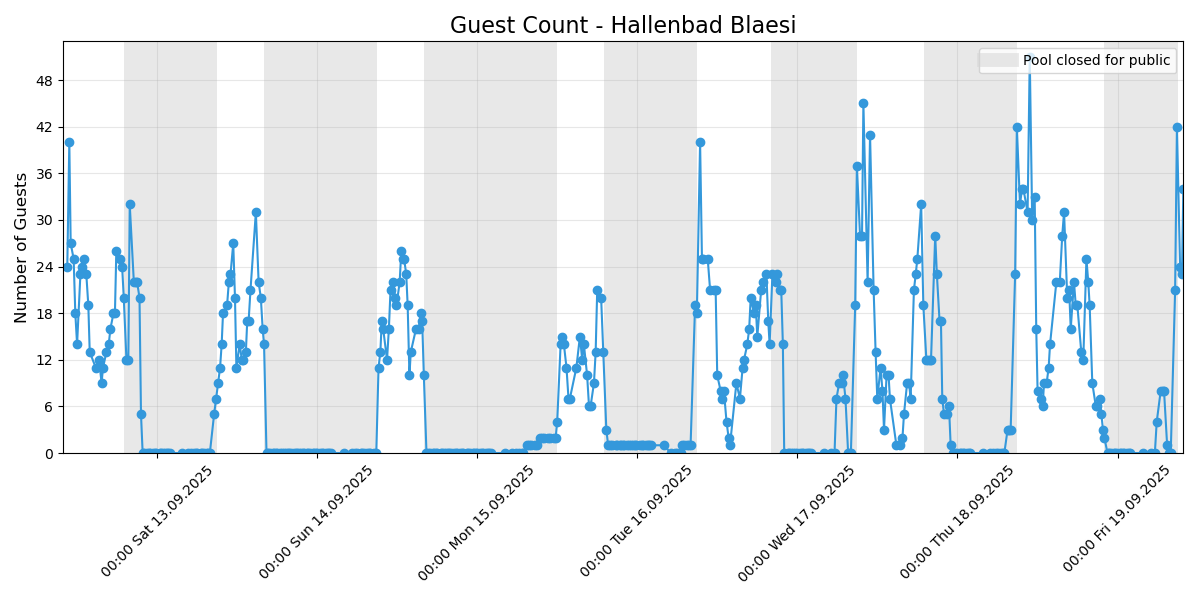 Guest Count - Hallenbad Blaesi
Pool closed for public
Number of Guests
48
42
36
30
24
18
12
6
0
00:00 Sat 13.09.2025
00:00 Sun 14.09.2025
00:00 Mon 15.09.2025
00:00 Tue 16.09.2025
00:00 Wed 17.09.2025
00:00 Thu 18.09.2025
00:00 Fri 19.09.2025